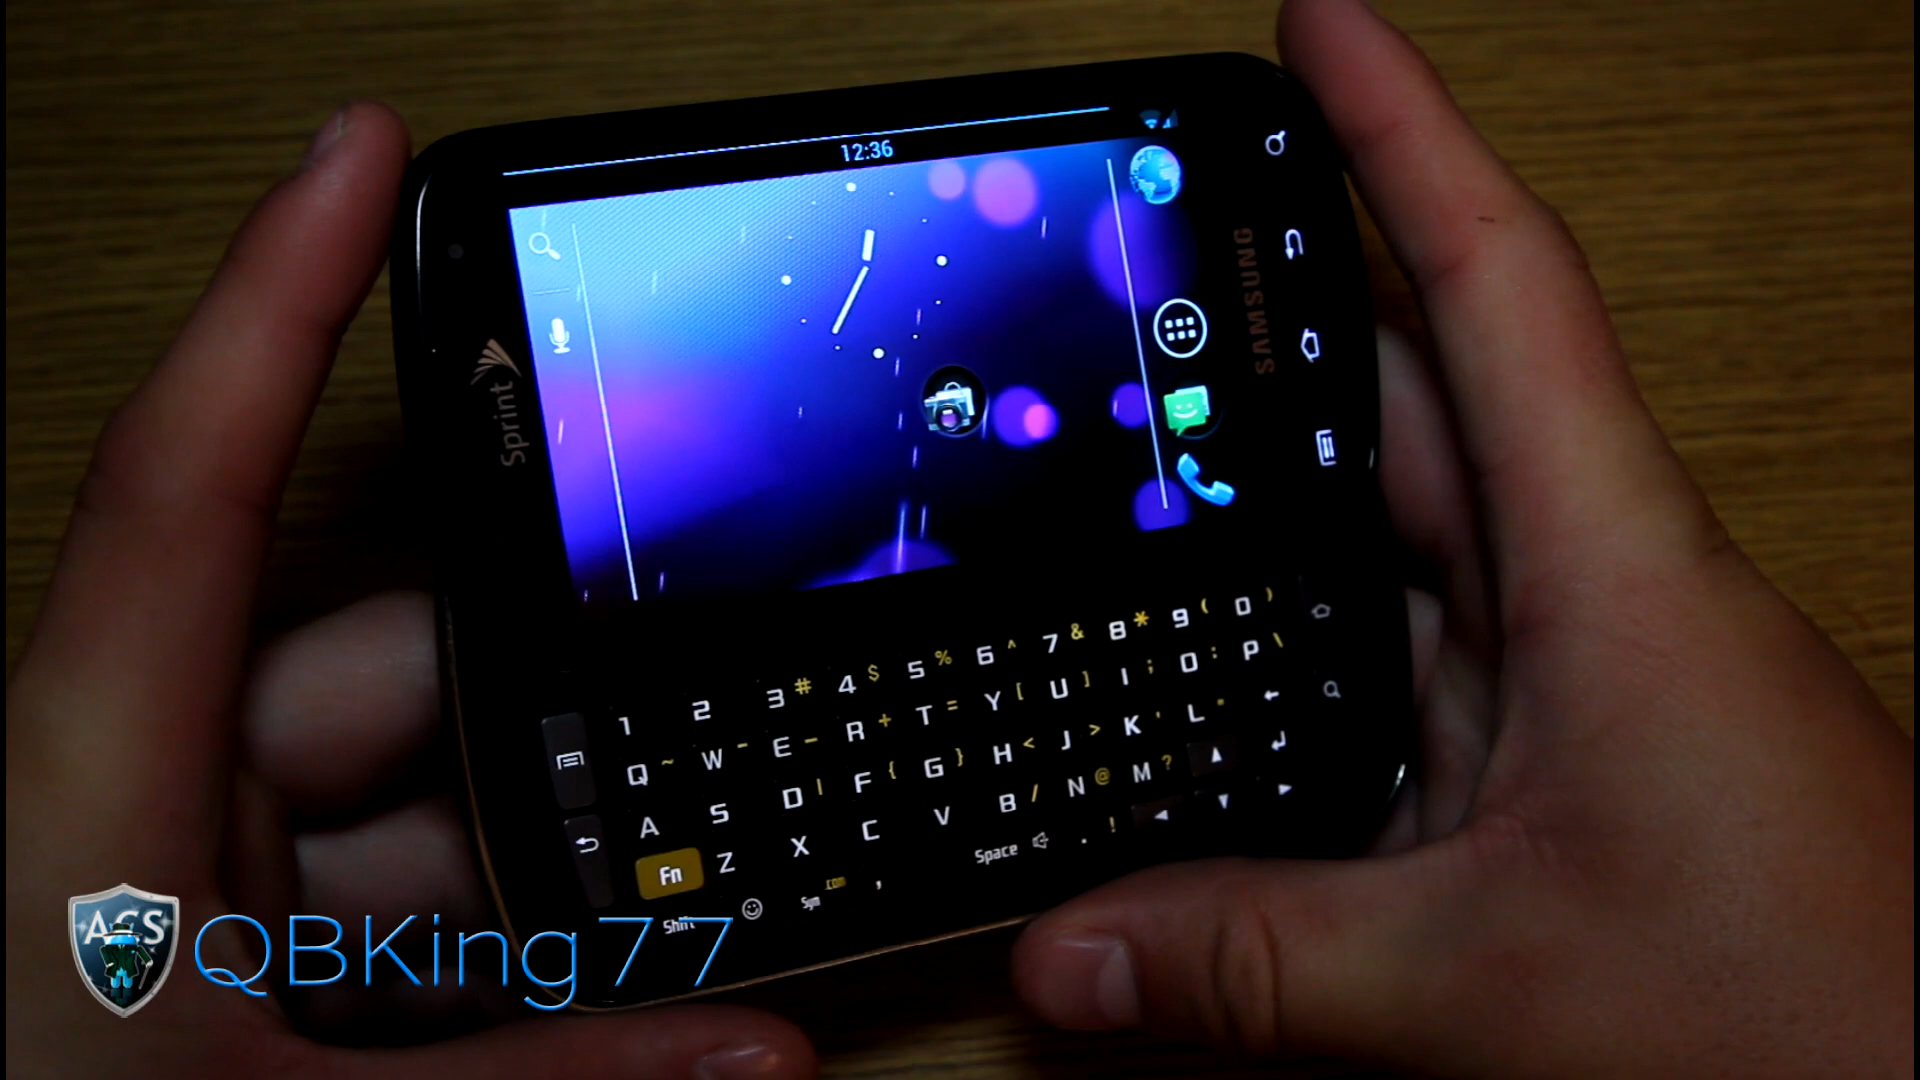 12:36
Sprint
SAMSUNG
1 2 3 # 4 $ 5 % 6 ^ 7 & 8 * 9 ( 0 )
Q ~ W - E – R + T = Y [ U ] I ; O : P \
A S D | F { G } H < J > K ' L "
Fn Z X C V B / N @ M ?
Shift Sym .com , Space . !
ACS
QBKing77